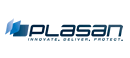 PLASAN
INNOVATE. DELIVER. PROTECT.